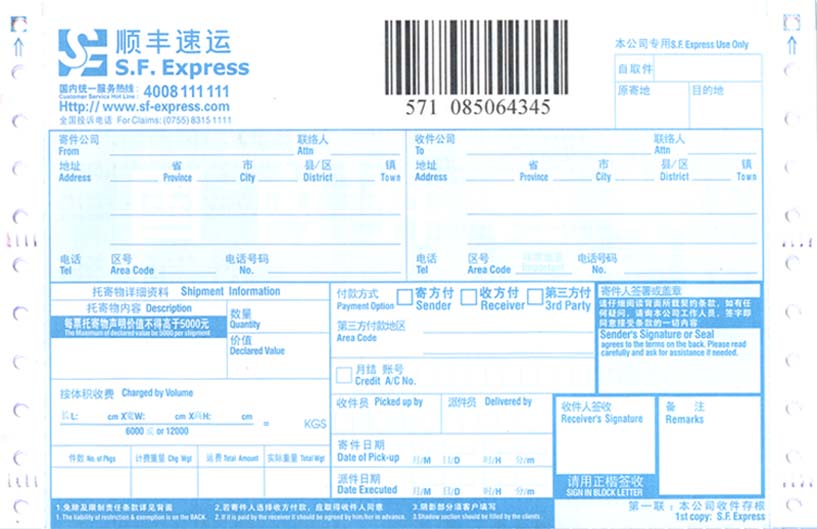 顺丰速运
S.F. Express
国内统一服务热线:
Customer Service Hot Line:
4008 111 111
Http:// www.sf-express.com
全国投诉电话 For Claims: (0755) 8315 1111
571 085064345
本公司专用S.F. Express Use Only
自取件
原寄地 目的地
寄件公司 联络人
From Attn
地址 省 市 县/区 镇
Address Province City District Town
电话 区号 电话号码
Tel Area Code No.
收件公司 联络人
To Attn
地址 省 市 县/区 镇
Address Province City District Town
电话 区号 电话号码
Tel Area Code No.
托寄物详细资料 Shipment Information
托寄物内容 Description
每票托寄物声明价值不得高于5000元
The Maximum of declared value be 5000 per shipment
数量
Quantity
价值
Declared Value
按体积收费 Charged by Volume
长L: cm X宽W: cm X高H: cm
6000 或 or 12000
= KGS
件数 No. of Pkgs 计费重量 Chg Wgt 运费 Total Amount 实际重量 Total Wgt
付款方式 寄方付 收方付 第三方付
Payment Option Sender Receiver 3rd Party
第三方付款地区
Area Code
月结 账号
Credit A/C No.
收件员 Picked up by 派件员 Delivered by
寄件日期
Date of Pick-up 月/M 日/D 时/H 分/m
派件日期
Date Executed 月/M 日/D 时/H 分/m
寄件人签署或盖章
请仔细阅读背面所载契约条款,如有任
何疑问,请询本公司工作人员,签字即
同意接受条款的一切内容
Sender's Signature or Seal
agrees to the terms on the back. Please read
carefully and ask for assistance if needed.
收件人签收
Receiver's Signature
请用正楷签收
SIGN IN BLOCK LETTER
备 注
Remarks
1.免除及限制责任条款详见背面 2.若寄件人选择收方付款,应取得收件人同意 3.阴影部分须客户填写
1.The liability of restriction & exemption is on the BACK. 2.If it is paid by the receiver it should be agreed by him/her in advance. 3.Shadow section should be filled by the clients.
第一联:本公司收件存根
1st copy: S.F. Express